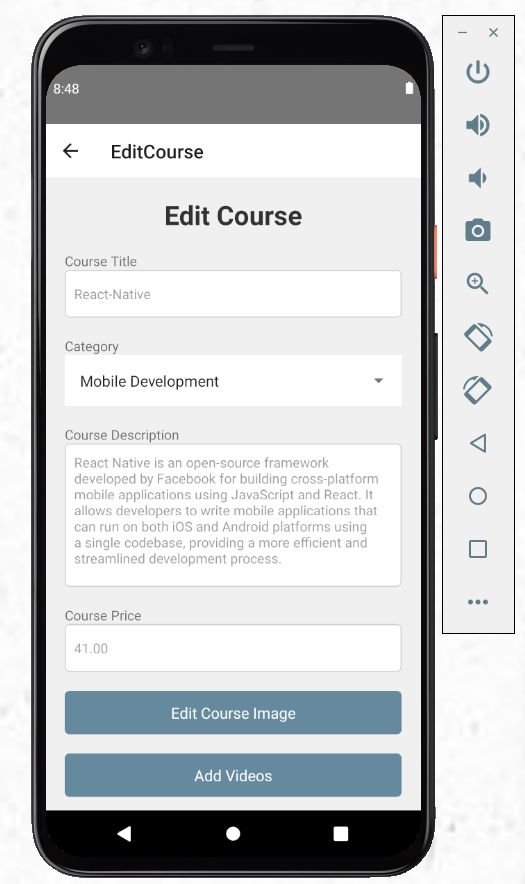 8:48
EditCourse
Edit Course
Course Title
React-Native
Category
Mobile Development
Course Description
React Native is an open-source framework
developed by Facebook for building cross-platform
mobile applications using JavaScript and React. It
allows developers to write mobile applications that
can run on both iOS and Android platforms using
a single codebase, providing a more efficient and
streamlined development process.
Course Price
41.00
Edit Course Image
Add Videos